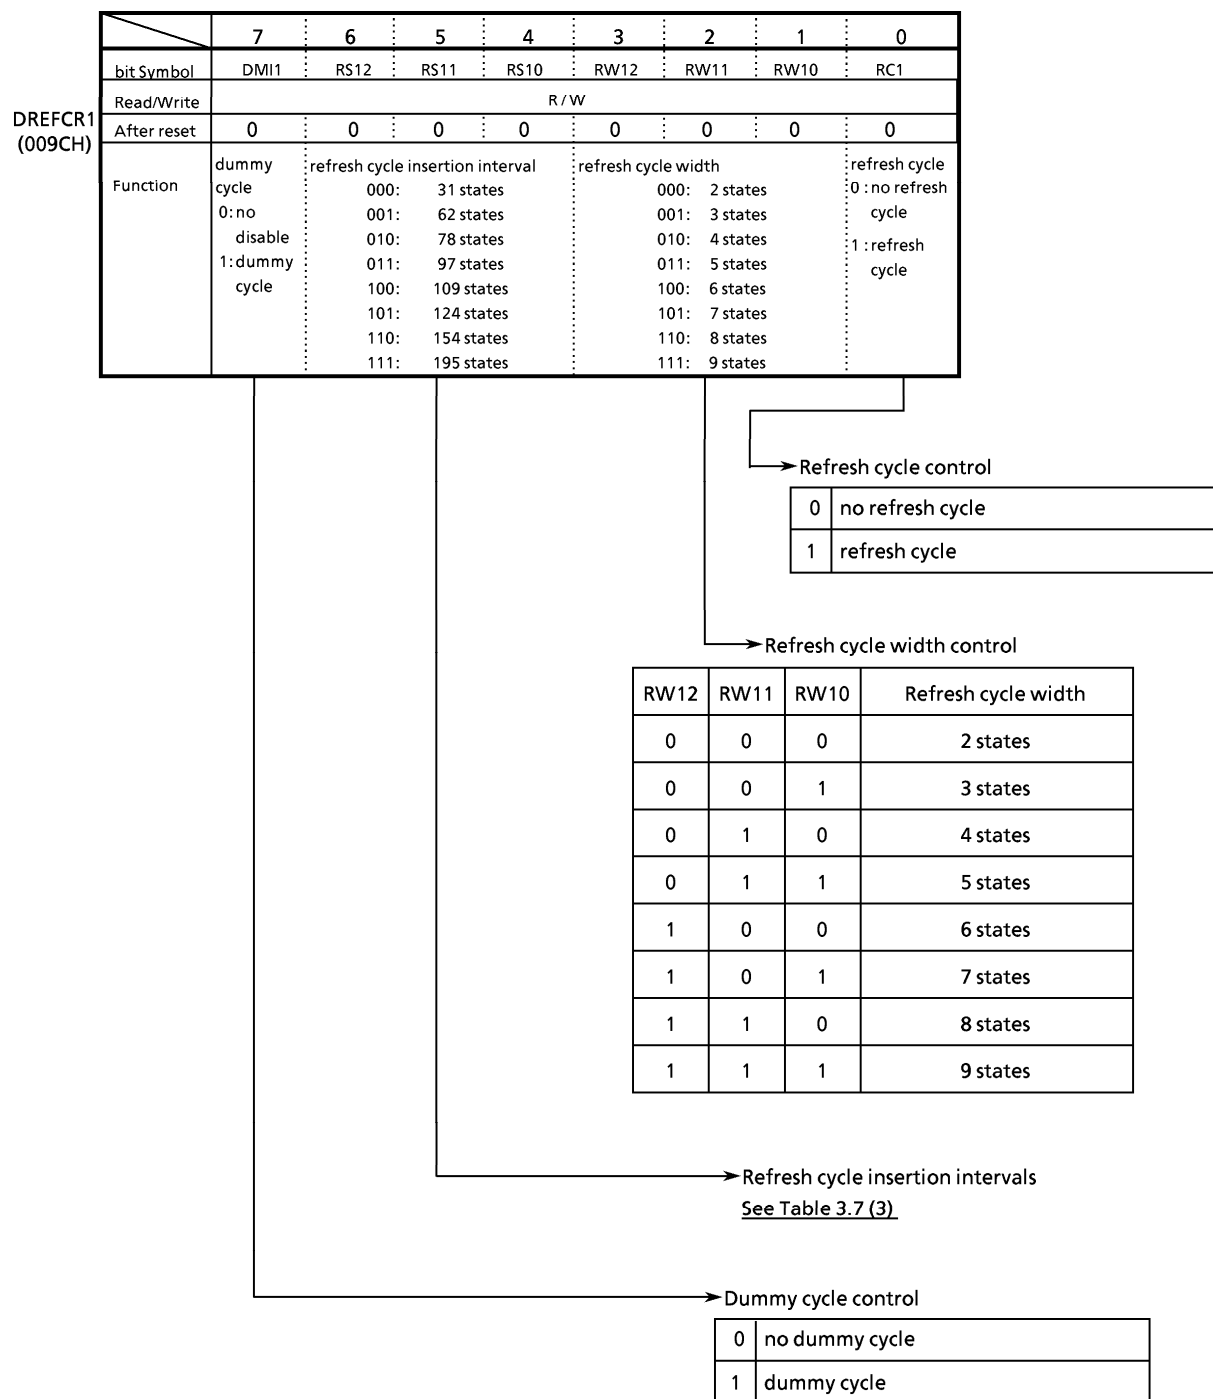 7 6 5 4 3 2 1 0
bit Symbol DMI1 RS12 RS11 RS10 RW12 RW11 RW10 RC1
Read/Write R / W
DREFCR1
(009CH)
After reset 0 0 0 0 0 0 0 0
Function
dummy
cycle
0: no
disable
1: dummy
cycle
refresh cycle insertion interval
000: 31 states
001: 62 states
010: 78 states
011: 97 states
100: 109 states
101: 124 states
110: 154 states
111: 195 states
refresh cycle width
000: 2 states
001: 3 states
010: 4 states
011: 5 states
100: 6 states
101: 7 states
110: 8 states
111: 9 states
refresh cycle
0 : no refresh
cycle
1 : refresh
cycle
Refresh cycle control
0 no refresh cycle
1 refresh cycle
Refresh cycle width control
RW12 RW11 RW10 Refresh cycle width
0 0 0 2 states
0 0 1 3 states
0 1 0 4 states
0 1 1 5 states
1 0 0 6 states
1 0 1 7 states
1 1 0 8 states
1 1 1 9 states
Refresh cycle insertion intervals
See Table 3.7 (3)
Dummy cycle control
0 no dummy cycle
1 dummy cycle